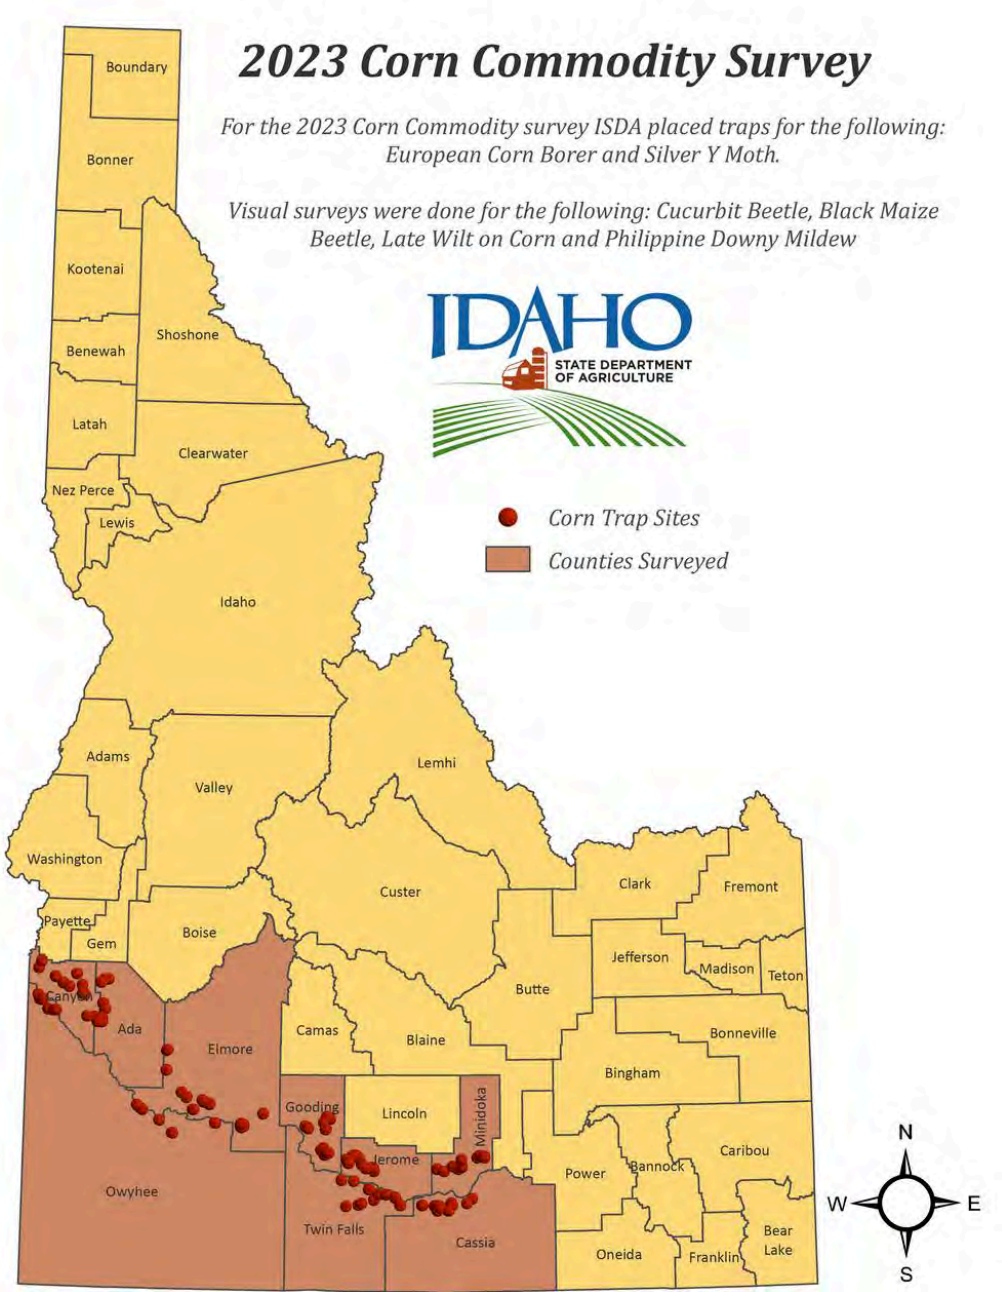 2023 Corn Commodity Survey
For the 2023 Corn Commodity survey ISDA placed traps for the following:
European Corn Borer and Silver Y Moth.
Visual surveys were done for the following: Cucurbit Beetle, Black Maize
Beetle, Late Wilt on Corn and Philippine Downy Mildew
IDAHO
STATE DEPARTMENT
OF AGRICULTURE
Corn Trap Sites
Counties Surveyed
Boundary
Bonner
Kootenai
Shoshone
Benewah
Latah
Clearwater
Nez Perce
Lewis
Idaho
Adams
Lemhi
Valley
Washington
Custer
Clark
Fremont
Payette
Boise
Gem
Jefferson
Madison
Teton
Butte
Canyon
Ada
Camas
Bonneville
Elmore
Blaine
Bingham
Gooding
Lincoln
Minidoka
Jerome
Caribou
Power
Bannock
Owyhee
Twin Falls
Cassia
Bear
Lake
Oneida
Franklin
N
W
E
S